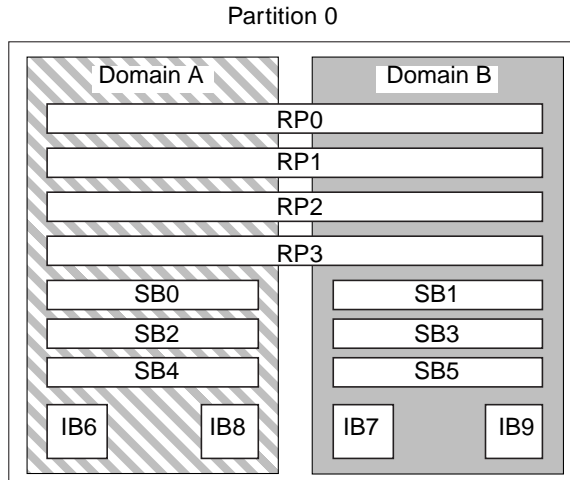 Partition 0
Domain A Domain B
RP0
RP1
RP2
RP3
SB0 SB1
SB2 SB3
SB4 SB5
IB6 IB8 IB7 IB9